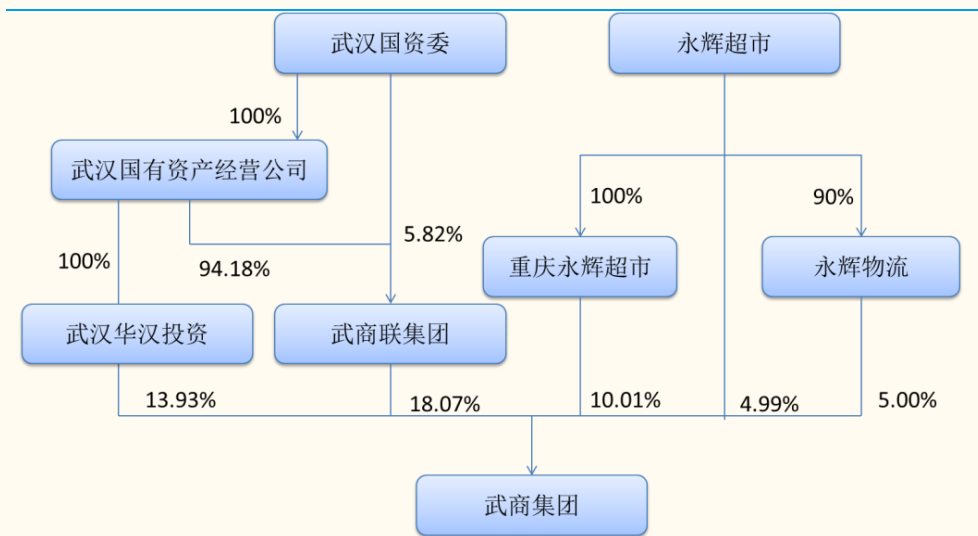 武汉国资委
永辉超市
100%
武汉国有资产经营公司
100%
90%
5.82%
100%
94.18%
重庆永辉超市
永辉物流
武汉华汉投资
武商联集团
13.93%
18.07%
10.01%
4.99%
5.00%
武商集团